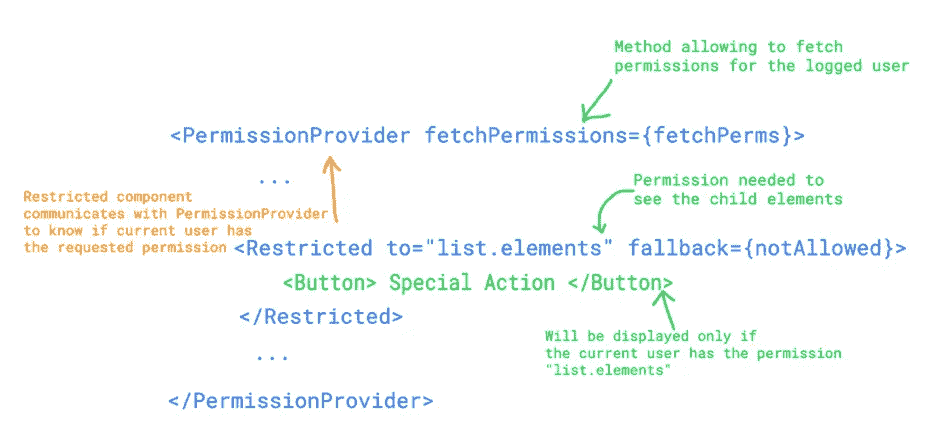 Method allowing to fetch
permissions for the logged user
<PermissionProvider fetchPermissions={fetchPerms}>
...
Restricted component
communicates with PermissionProvider
to know if current user has
the requested permission
Permission needed to
see the child elements
<Restricted to="list.elements" fallback={notAllowed}>
<Button> Special Action </Button>
</Restricted>
Will be displayed only if
the current user has the permission
"list.elements"
...
</PermissionProvider>